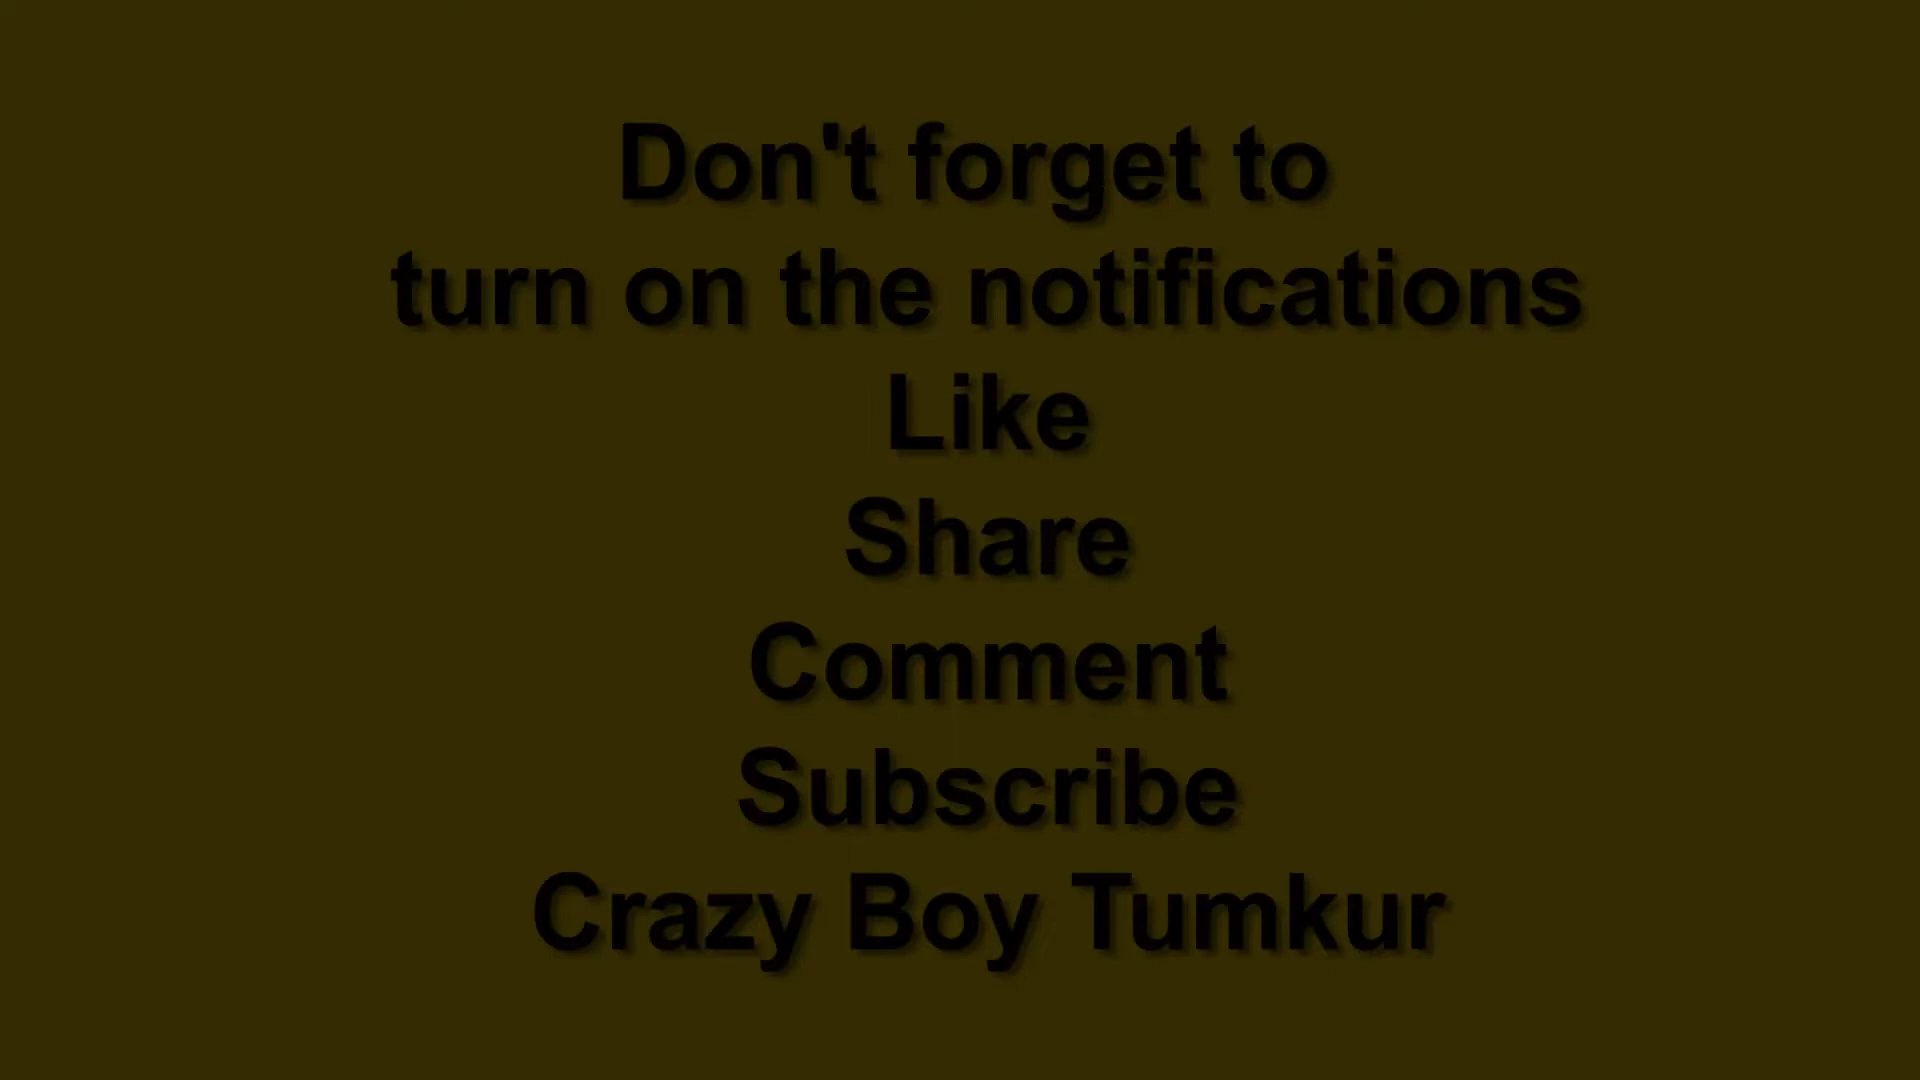 Don't forget to
turn on the notifications
Like
Share
Comment
Subscribe
Crazy Boy Tumkur